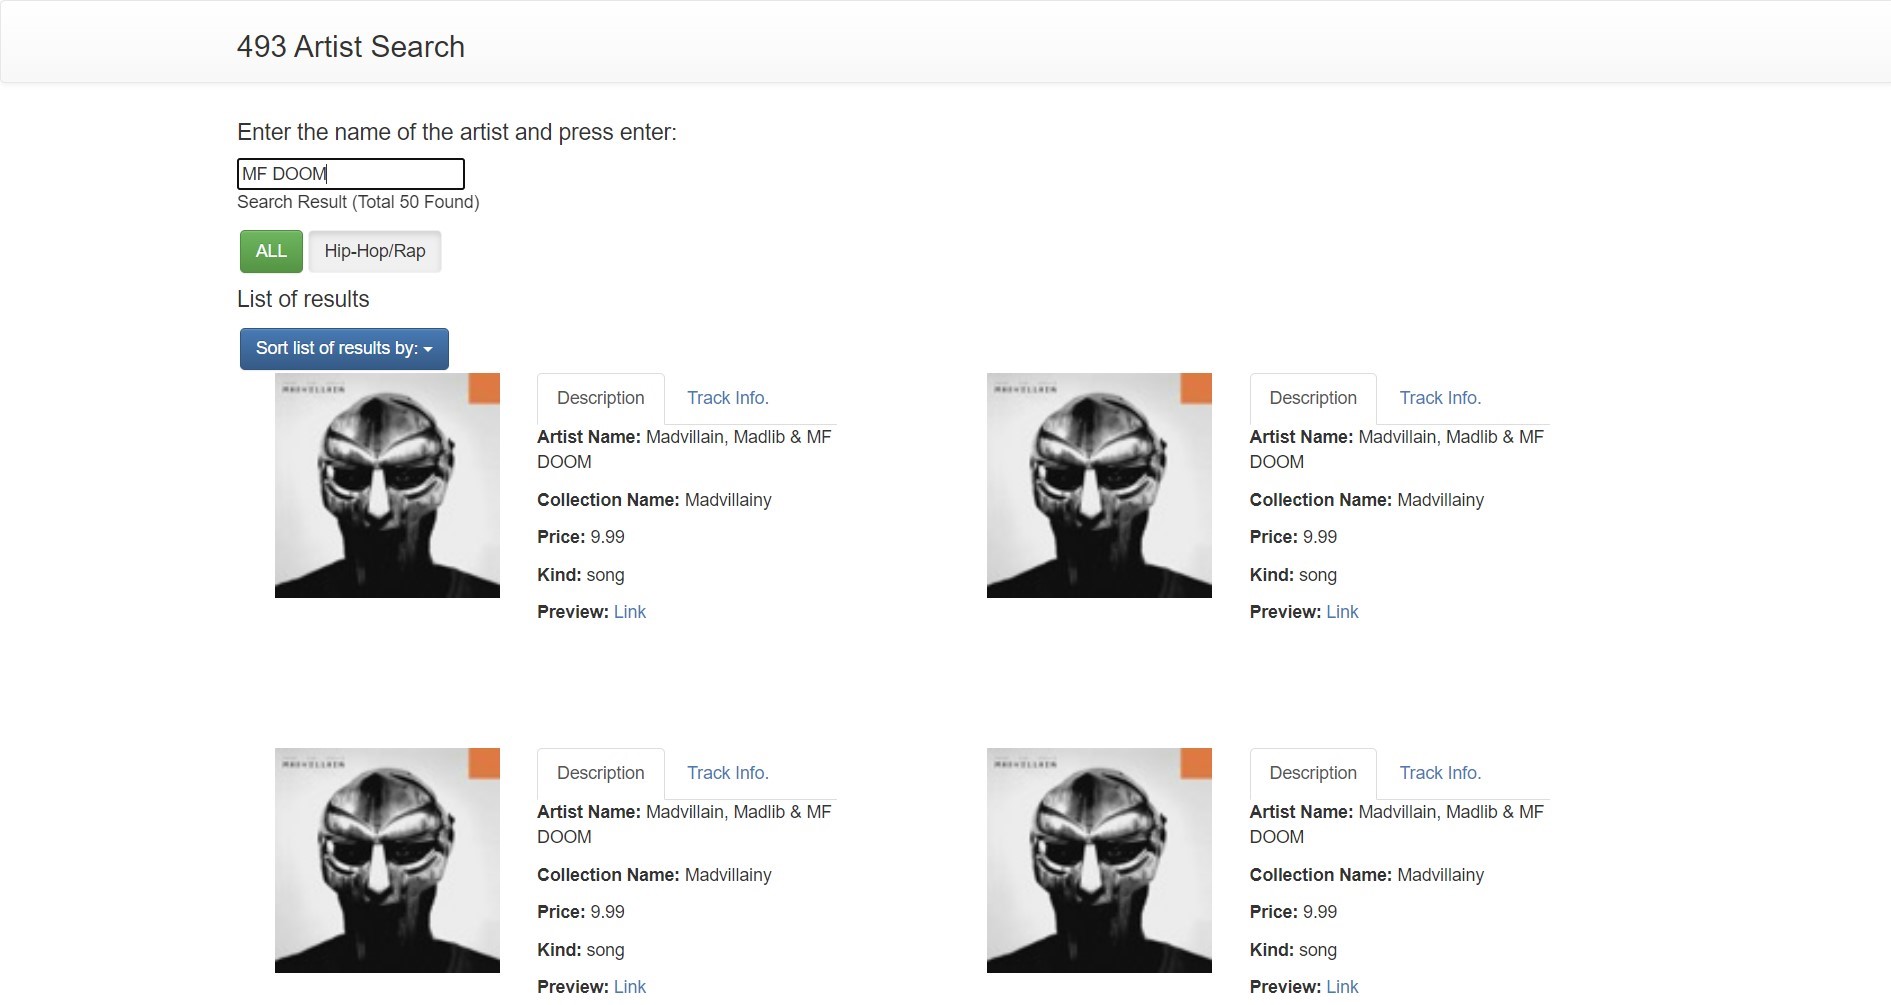 493 Artist Search
Enter the name of the artist and press enter:
MF DOOM
Search Result (Total 50 Found)
ALL Hip-Hop/Rap
List of results
Sort list of results by:
MADVILLAIN
Description Track Info.
Artist Name: Madvillain, Madlib & MF
DOOM
Collection Name: Madvillainy
Price: 9.99
Kind: song
Preview: Link
MADVILLAIN
Description Track Info.
Artist Name: Madvillain, Madlib & MF
DOOM
Collection Name: Madvillainy
Price: 9.99
Kind: song
Preview: Link
MADVILLAIN
Description Track Info.
Artist Name: Madvillain, Madlib & MF
DOOM
Collection Name: Madvillainy
Price: 9.99
Kind: song
Preview: Link
MADVILLAIN
Description Track Info.
Artist Name: Madvillain, Madlib & MF
DOOM
Collection Name: Madvillainy
Price: 9.99
Kind: song
Preview: Link